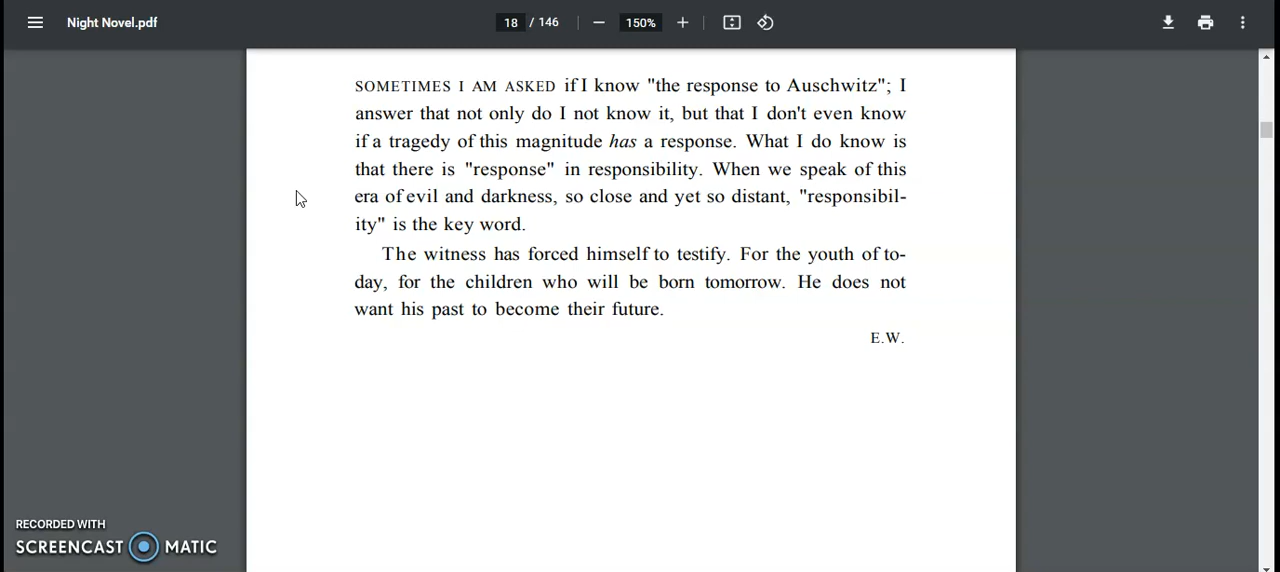 Night Novel.pdf
18 / 146
150%
SOMETIMES I AM ASKED if I know "the response to Auschwitz"; I
answer that not only do I not know it, but that I don't even know
if a tragedy of this magnitude has a response. What I do know is
that there is "response" in responsibility. When we speak of this
era of evil and darkness, so close and yet so distant, "responsibil-
ity" is the key word.
The witness has forced himself to testify. For the youth of to-
day, for the children who will be born tomorrow. He does not
want his past to become their future.
E.W.
RECORDED WITH
SCREENCAST MATIC